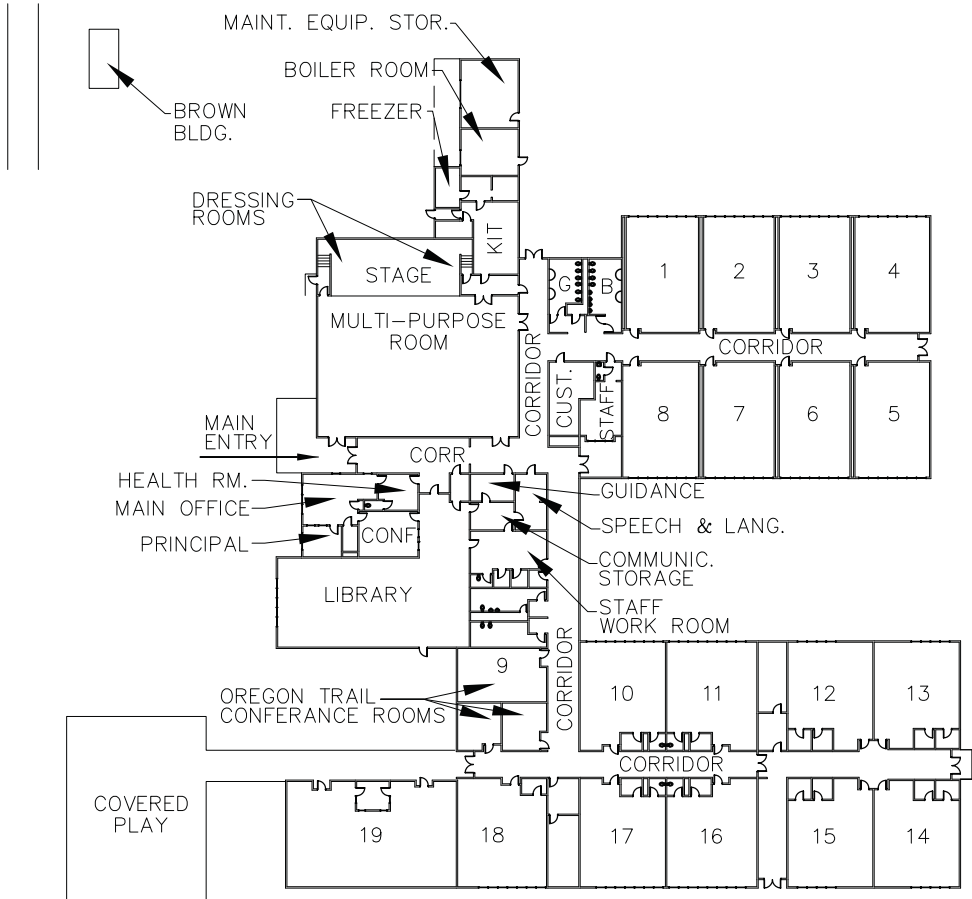 MAINT. EQUIP. STOR.
BOILER ROOM
BROWN
BLDG.
FREEZER
DRESSING
ROOMS
KIT
STAGE
G
B
1
2
3
4
MULTI-PURPOSE
ROOM
CORRIDOR
CORRIDOR
CUST.
STAFF
8
7
6
5
MAIN
ENTRY
CORR
HEALTH RM.
GUIDANCE
MAIN OFFICE
SPEECH & LANG.
PRINCIPAL
CONF
COMMUNIC.
STORAGE
LIBRARY
STAFF
WORK ROOM
CORRIDOR
9
10
11
12
13
OREGON TRAIL
CONFERANCE ROOMS
CORRIDOR
COVERED
PLAY
19
18
17
16
15
14